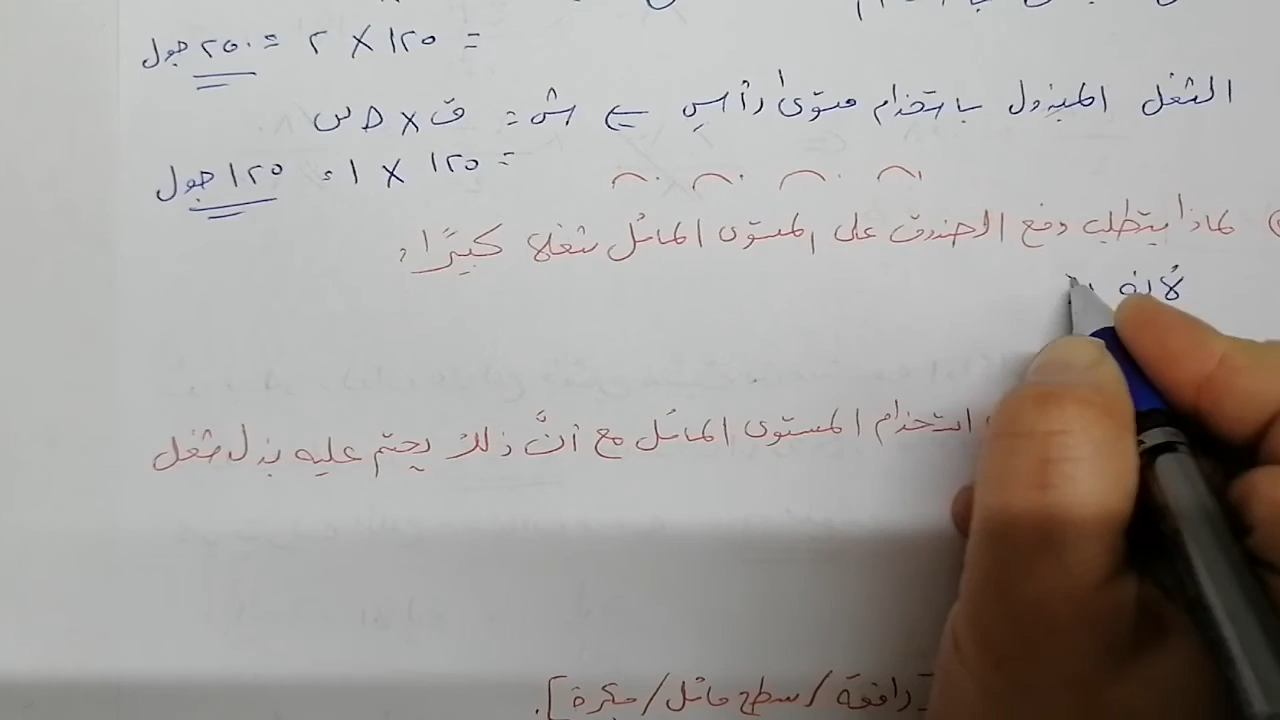 = ١٢٥ × ٢ = ٢٥٠ جول
الشغل المبذول باستخدام مستوىً رأسي ⇐ ش = ق × Δ س
= ١٢٥ × ١ = ١٢٥ جول
لماذا يتطلب دفع الصندوق على المستوى المائل شغلاً كبيرًا؟
لأنه
استخدام المستوى المائل مع أنَّ ذلك يحتم عليه بذل شغل
[رافعة / سطح مائل / بكرة].